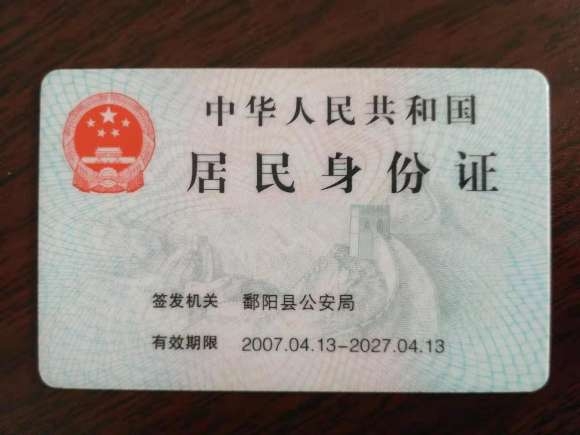 中华人民共和国
居民身份证
签发机关 鄱阳县公安局
有效期限 2007.04.13-2027.04.13